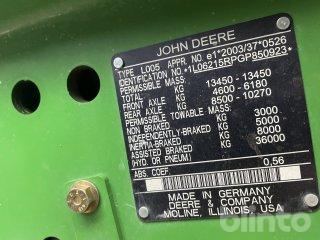 JOHN DEERE
TYPE L005 APPR. NO. e1*2003/37*0526
IDENTIFICATION NO. *1L06215RPGP850923*
PERMISSIBLE MASS:
TOTAL KG 13450 - 13450
FRONT AXLE KG 4600 - 6180
REAR AXLE KG 8500 - 10270
PERMISSIBLE TOWABLE MASS:
NON BRAKED KG 3000
INDEPENDENTLY-BRAKED KG 5000
INERTIA-BRAKED KG 8000
ASSISTED BRAKED KG 36000
(HYD. OR PNEUM.)
ABS. COEF. 0,56
MADE IN GERMANY
DEERE & COMPANY
MOLINE, ILLINOIS, USA
blinto